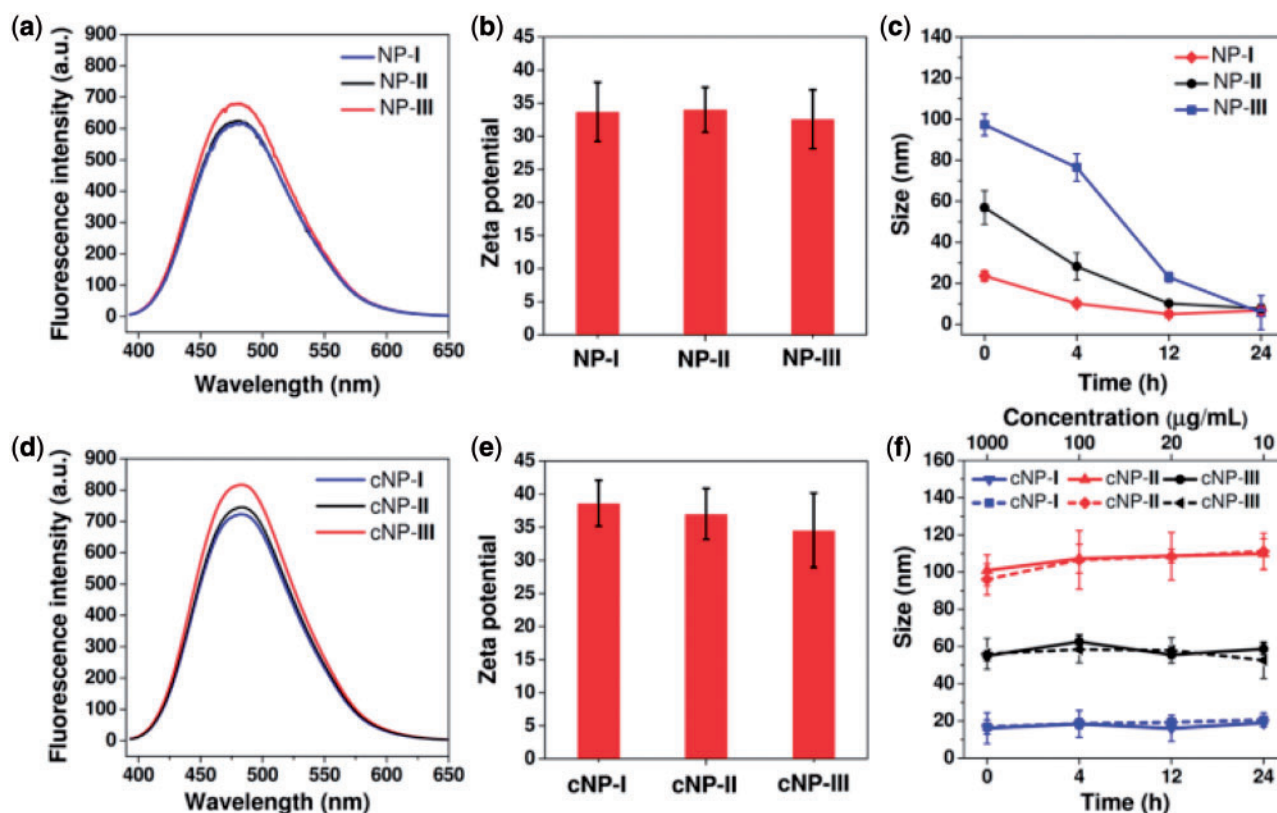 (a)
900
800
700
600
500
400
300
200
100
0
Fluorescence intensity (a.u.)
NP-I
NP-II
NP-III
400 450 500 550 600 650
Wavelength (nm)
(b)
45
40
35
30
25
20
15
10
5
0
Zeta potential
NP-I NP-II NP-III
(c)
140
120
100
80
60
40
20
0
Size (nm)
NP-I
NP-II
NP-III
0 4 12 24
Time (h)
(d)
900
800
700
600
500
400
300
200
100
0
Fluorescence intensity (a.u.)
cNP-I
cNP-II
cNP-III
400 450 500 550 600 650
Wavelength (nm)
(e)
45
40
35
30
25
20
15
10
5
0
Zeta potential
cNP-I cNP-II cNP-III
(f)
Concentration (μg/mL)
1000 100 20 10
160
140
120
100
80
60
40
20
0
Size (nm)
cNP-I cNP-II cNP-III
cNP-I cNP-II cNP-III
0 4 12 24
Time (h)